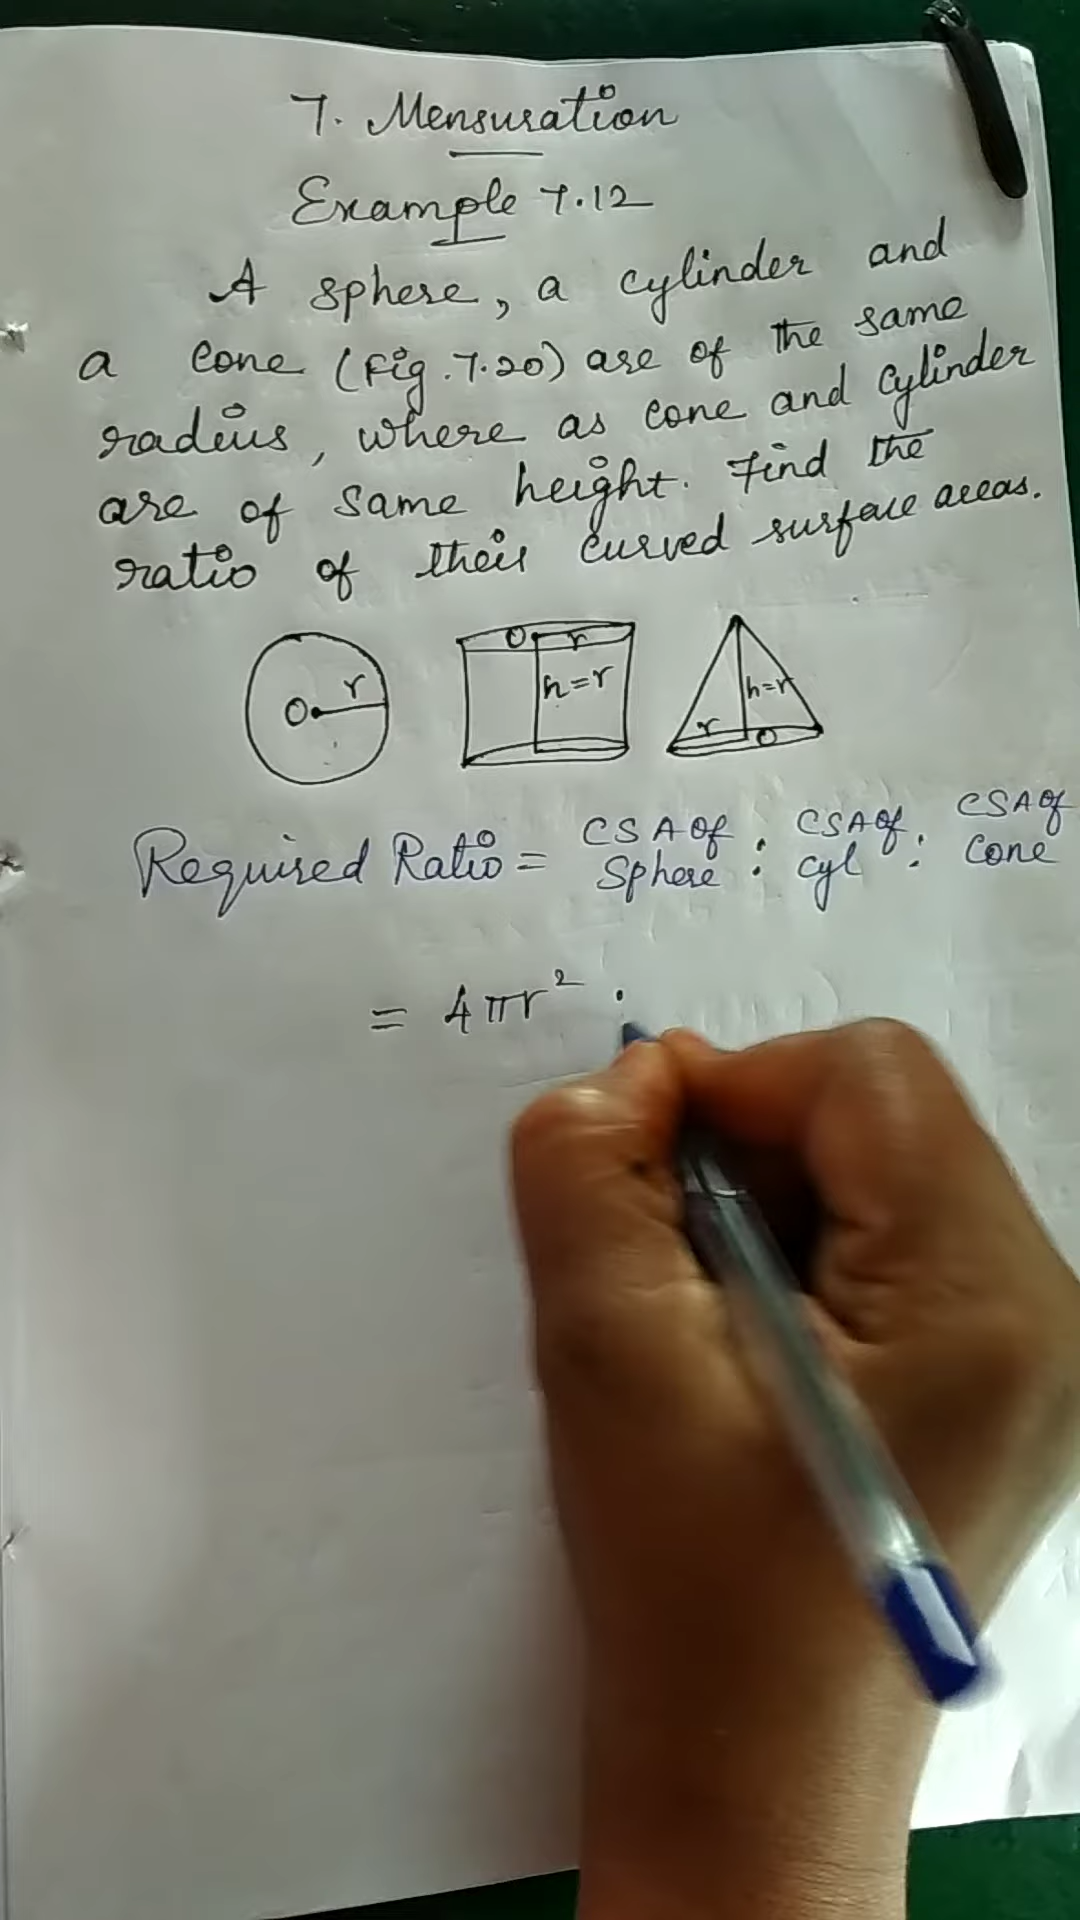 7. Mensuration
Example 7.12
A sphere, a cylinder and
a cone (Fig.7.20) are of the same
radius, where as cone and cylinder
are of same height. Find the
ratio of their curved surface areas.
O r
O r h=r
h=r r O
Required Ratio = CSA of Sphere : CSA of Cyl : CSA of Cone
= 4πr² :